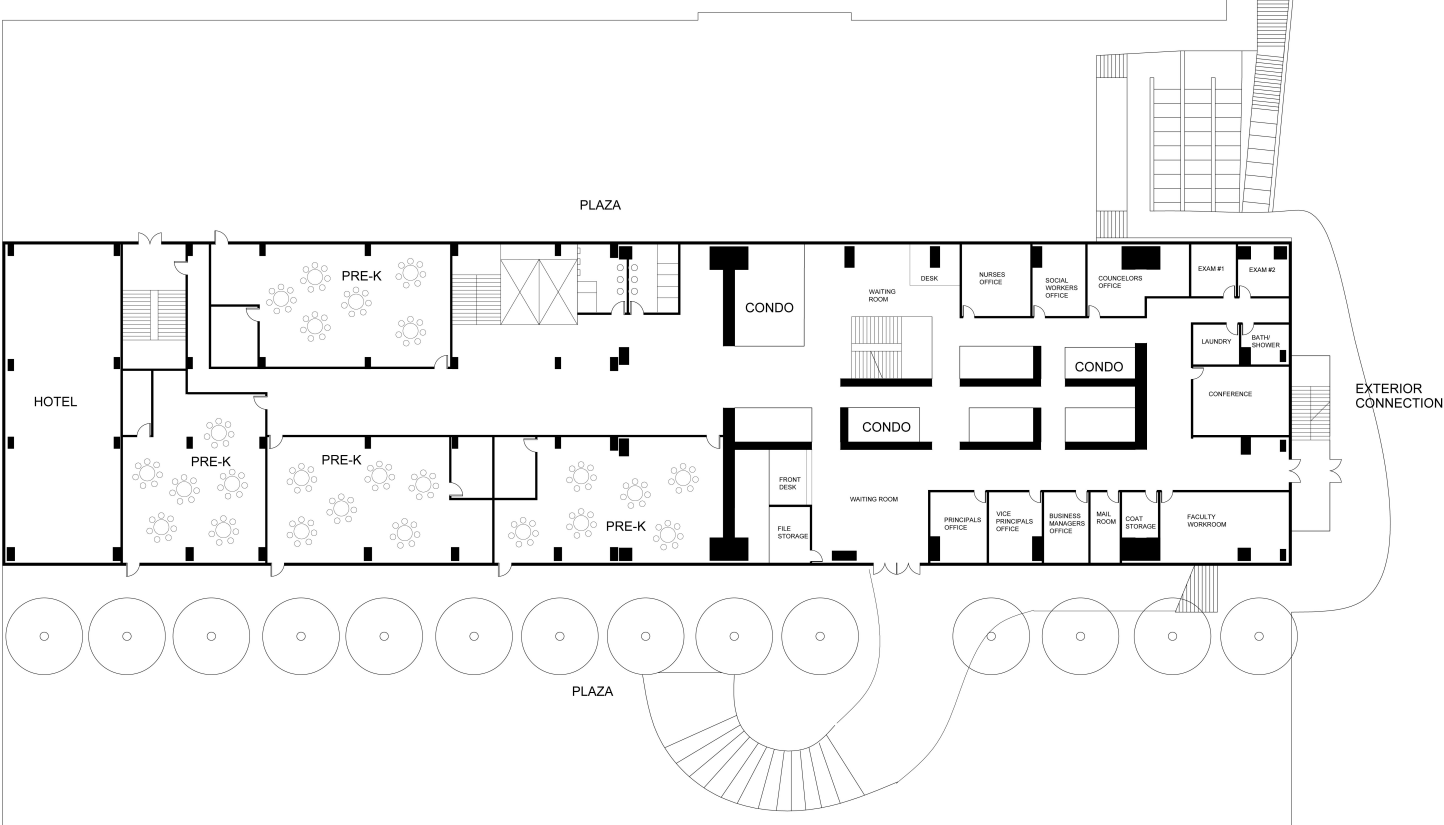 PLAZA
PRE-K
CONDO
DESK
WAITING
ROOM
NURSES
OFFICE
SOCIAL
WORKERS
OFFICE
COUNCELORS
OFFICE
EXAM #1
EXAM #2
LAUNDRY
BATH/
SHOWER
CONDO
CONFERENCE
EXTERIOR
CONNECTION
HOTEL
CONDO
PRE-K
PRE-K
PRE-K
FRONT
DESK
FILE
STORAGE
WAITING ROOM
PRINCIPALS
OFFICE
VICE
PRINCIPALS
OFFICE
BUSINESS
MANAGERS
OFFICE
MAIL
ROOM
COAT
STORAGE
FACULTY
WORKROOM
PLAZA